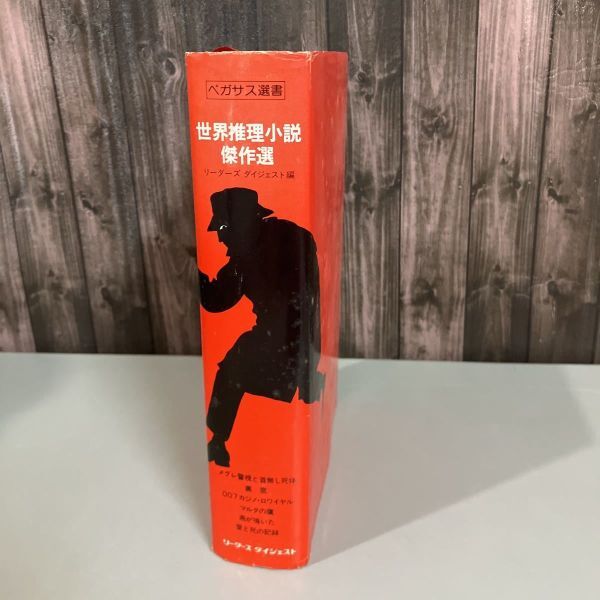 ペガサス選書
世界推理小説
傑作選
リーダーズ ダイジェスト編
メグレ警視と首無し死体
裏窓
007カジノ・ロワイヤル
マルタの鷹
鳥が鳴いた
愛と死の記録
リーダーズ ダイジェスト